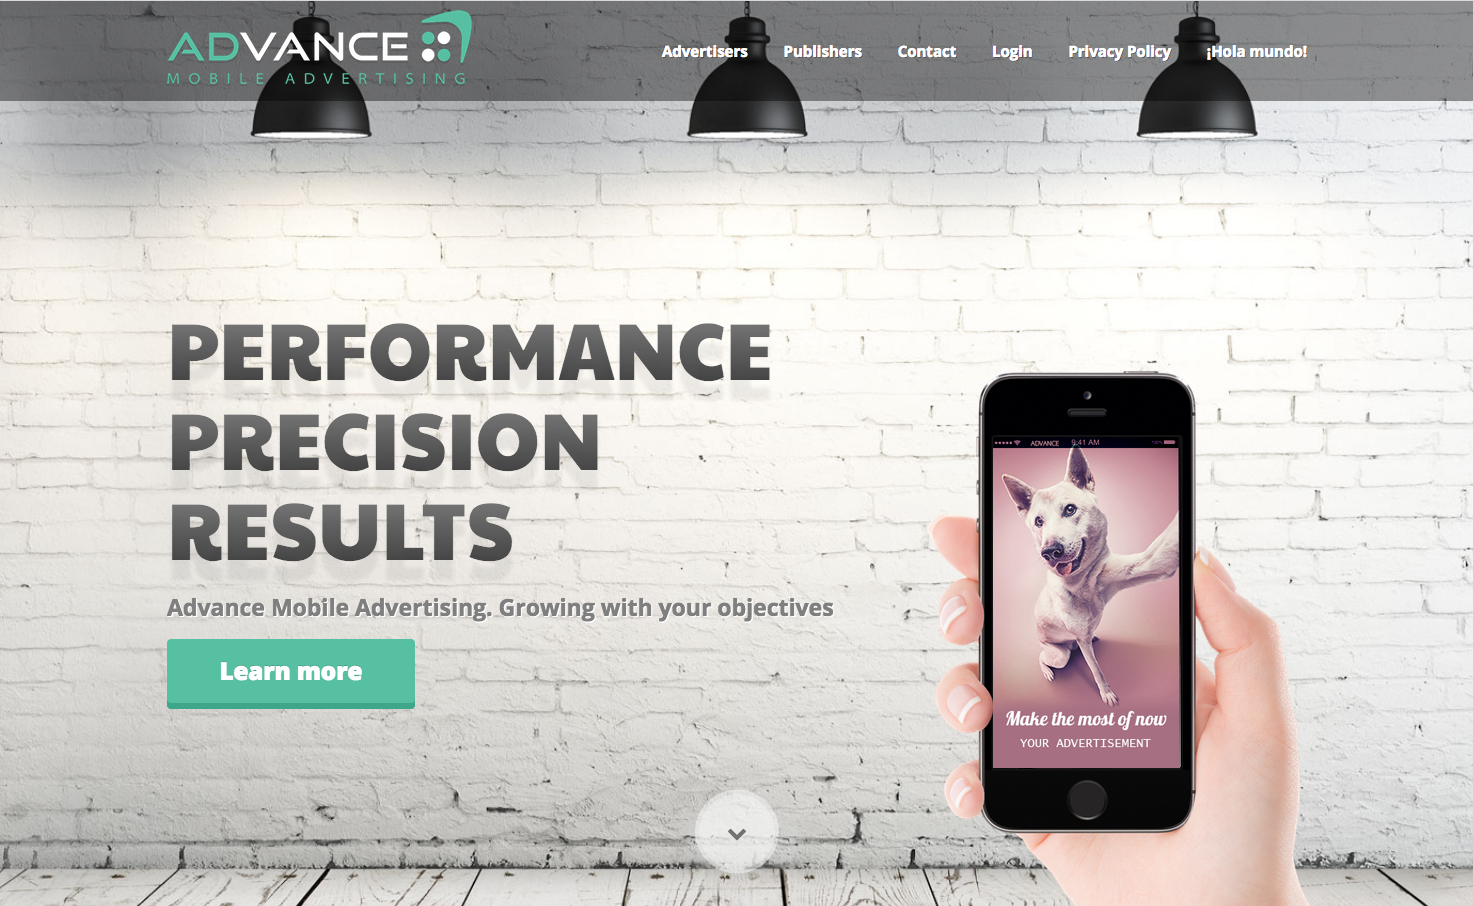 ADVANCE
MOBILE ADVERTISING
Advertisers Publishers Contact Login Privacy Policy ¡Hola mundo!
PERFORMANCE
PRECISION
RESULTS
Advance Mobile Advertising. Growing with your objectives
Learn more
ADVANCE 9:41 AM 100%
Make the most of now
YOUR ADVERTISEMENT